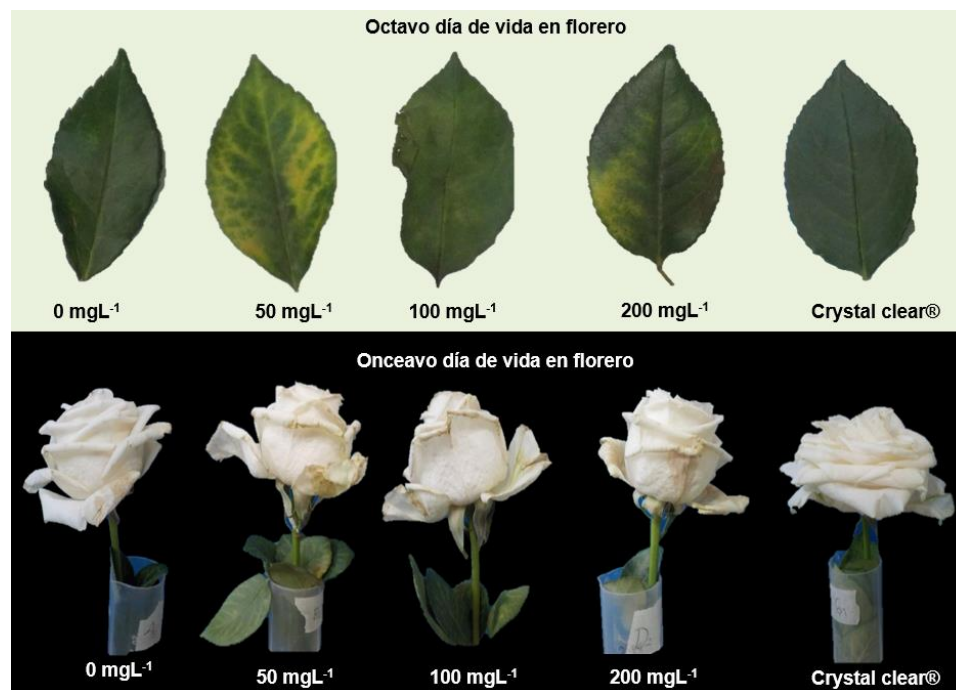 Octavo día de vida en florero
0 mgL-1
50 mgL-1
100 mgL-1
200 mgL-1
Crystal clear®
Onceavo día de vida en florero
0 mgL-1
50 mgL-1
100 mgL-1
200 mgL-1
Crystal clear®